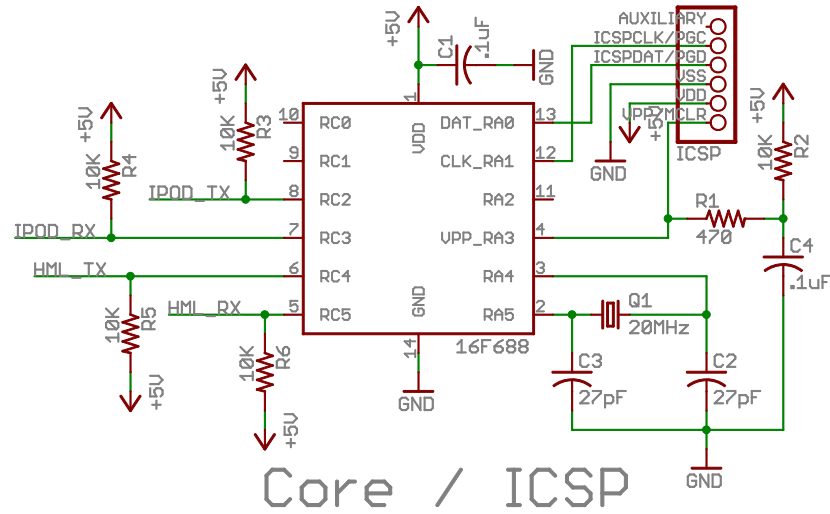 AUXILIARY
ICSPCLK/PGC
ICSPDAT/PGD
VSS
VDD
VPP/MCLR
+5V
ICSP
GND
+5V
C1
.1uF
GND
+5V
R3
10K
+5V
R4
10K
+5V
R2
10K
R1
470
C4
.1uF
IPOD_TX
IPOD_RX
HML_TX
HML_RX
10 RC0
9 RC1
8 RC2
7 RC3
6 RC4
5 RC5
1
VDD
GND
14
DAT_RA0 13
CLK_RA1 12
RA2 11
VPP_RA3 4
RA4 3
RA5 2
16F688
GND
Q1
20MHz
C3
27pF
C2
27pF
GND
R5
10K
+5V
R6
10K
+5V
Core / ICSP